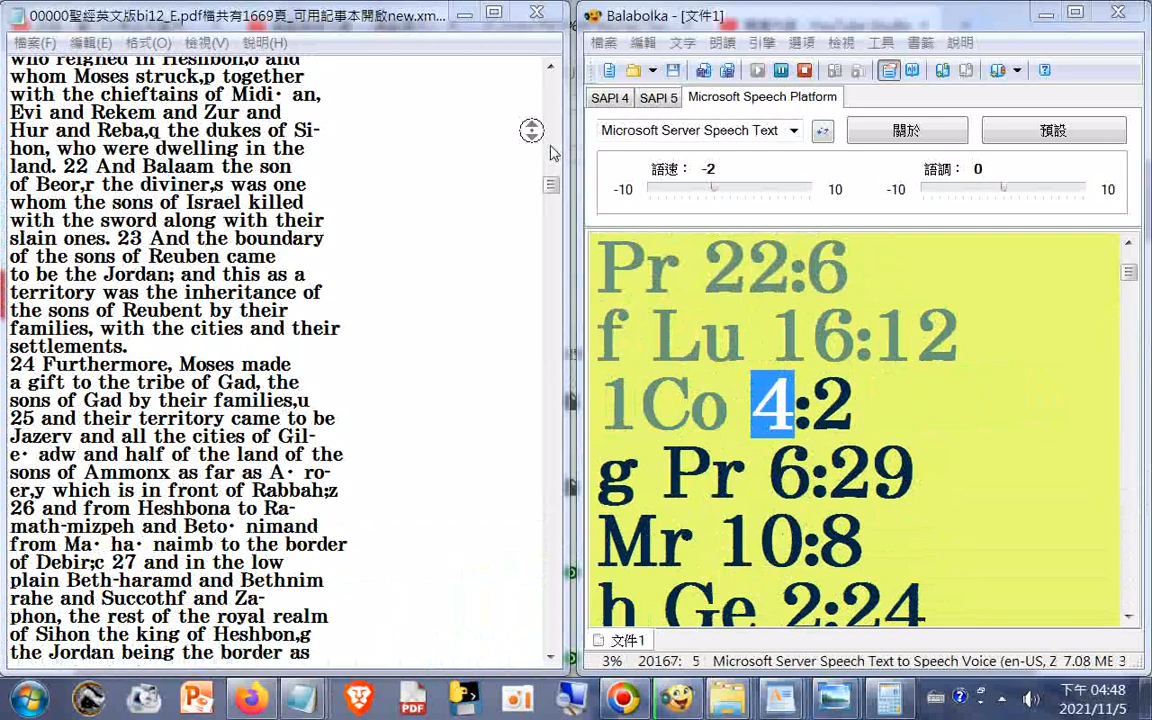 00000聖經英文版bi12_E.pdf檔共有1669頁_可用記事本開啟new.xm...
檔案(F) 編輯(E) 格式(O) 檢視(V) 說明(H)
who reigned in Heshbon,o and
whom Moses struck,p together
with the chieftains of Midi· an,
Evi and Rekem and Zur and
Hur and Reba,q the dukes of Si-
hon, who were dwelling in the
land. 22 And Balaam the son
of Beor,r the diviner,s was one
whom the sons of Israel killed
with the sword along with their
slain ones. 23 And the boundary
of the sons of Reuben came
to be the Jordan; and this as a
territory was the inheritance of
the sons of Reubent by their
families, with the cities and their
settlements.
24 Furthermore, Moses made
a gift to the tribe of Gad, the
sons of Gad by their families,u
25 and their territory came to be
Jazerv and all the cities of Gil-
e· adw and half of the land of the
sons of Ammonx as far as A· ro-
er,y which is in front of Rabbah;z
26 and from Heshbona to Ra-
math-mizpeh and Beto· nimand
from Ma· ha· naimb to the border
of Debir;c 27 and in the low
plain Beth-haramd and Bethnim
rahe and Succothf and Za-
phon, the rest of the royal realm
of Sihon the king of Heshbon,g
the Jordan being the border as
Balabolka - [文件1]
檔案 編輯 文字 朗讀 引擎 選項 檢視 工具 書籤 說明
SAPI 4 SAPI 5 Microsoft Speech Platform
Microsoft Server Speech Text 關於 預設
語速: -2 語調: 0
-10 10 -10 10
Pr 22:6
f Lu 16:12
1Co 4:2
g Pr 6:29
Mr 10:8
h Ge 2:24
文件1
3% 20167: 5 Microsoft Server Speech Text to Speech Voice (en-US, Z 7.08 MB 3
下午 04:48
2021/11/5